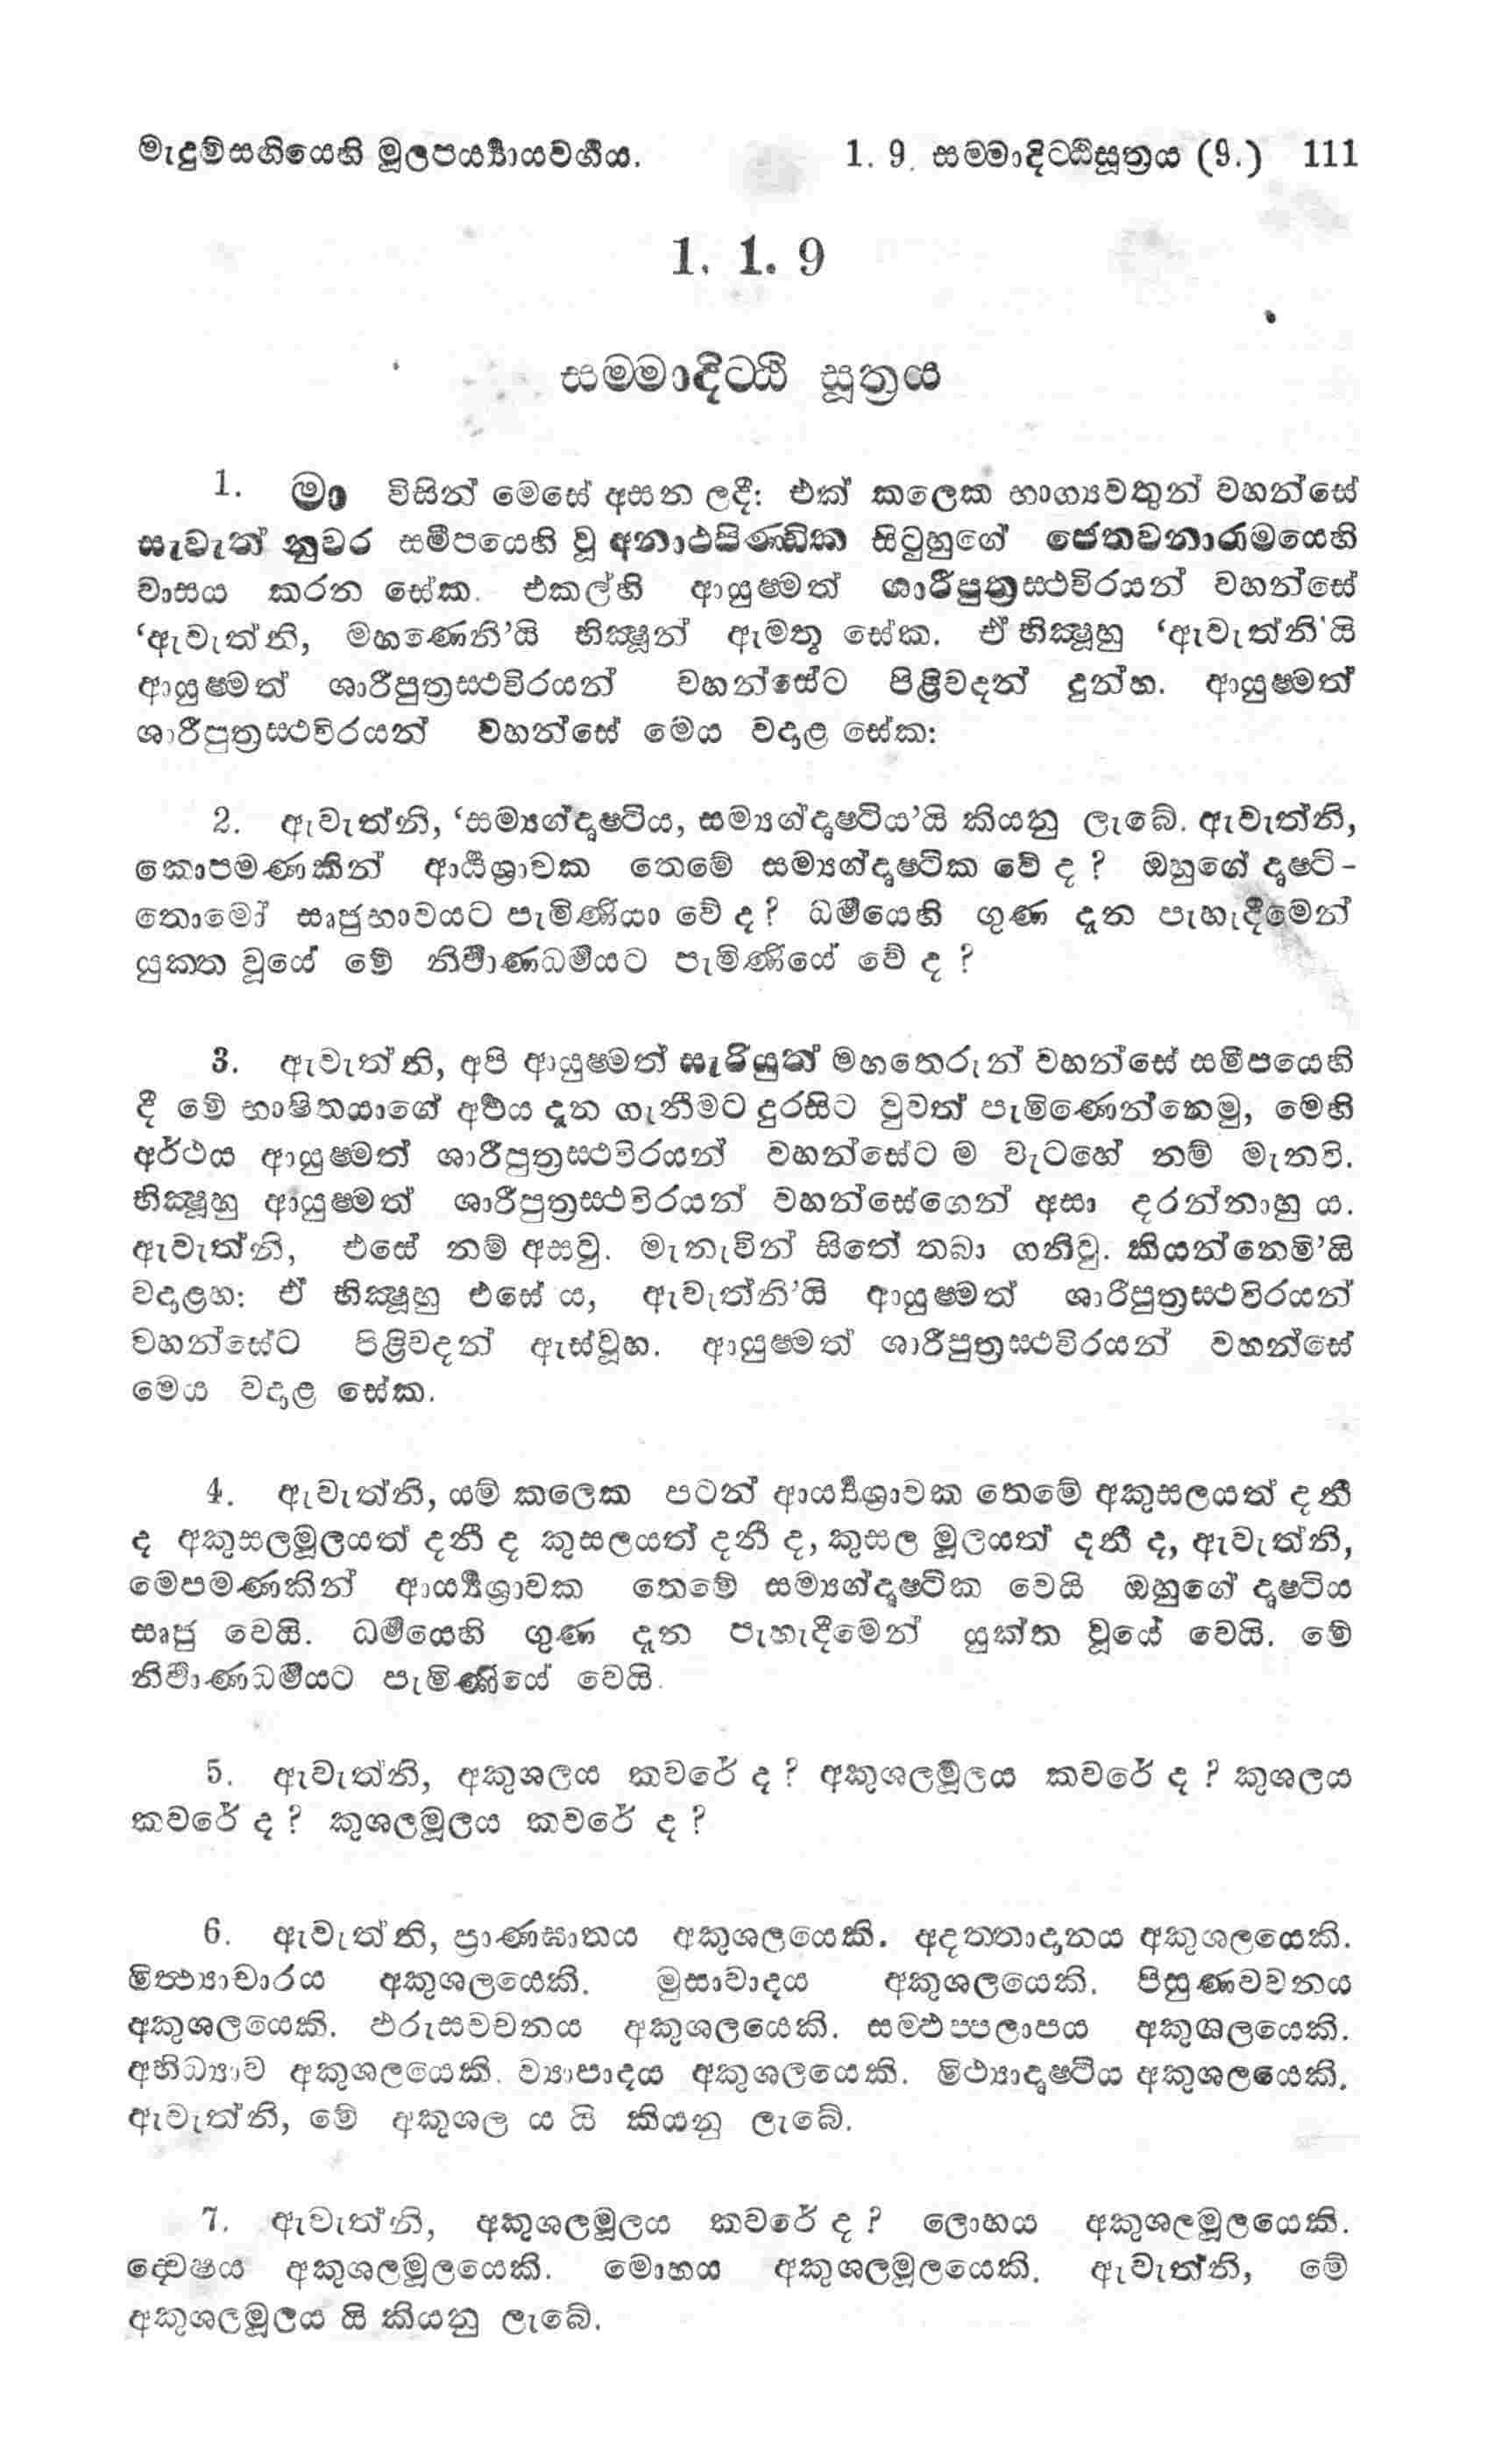 මැදුම්සඟියෙහි මූලපර්‍ය්‍යායවර්‍ගය. 1. 9. සම්මාදිට්ඨිසූත්‍රය (9.) 111
1. 1. 9
සම්මාදිට්ඨි සූත්‍රය
1. මා විසින් මෙසේ අසන ලදී: එක් කලෙක භාග්‍යවතුන් වහන්සේ
සැවැත් නුවර සමීපයෙහි වූ අනාථපිණ්ඩික සිටුහුගේ ජෙතවනාරාමයෙහි
වාසය කරන සේක. එකල්හි ආයුෂ්මත් ශාරීපුත්‍රස්ථවිරයන් වහන්සේ
‘ඇවැත්නි, මහණෙනි’යි භික්‍ෂූන් ඇමතූ සේක. ඒ භික්‍ෂූහු ‘ඇවැත්නි’යි
ආයුෂ්මත් ශාරීපුත්‍රස්ථවිරයන් වහන්සේට පිළිවදන් දුන්හ. ආයුෂ්මත්
ශාරීපුත්‍රස්ථවිරයන් වහන්සේ මෙය වදාළ සේක:
2. ඇවැත්නි, ‘සම්‍යග්දෘෂ්ටිය, සම්‍යග්දෘෂ්ටිය’යි කියනු ලැබේ. ඇවැත්නි,
කොපමණකින් ආර්‍ය්‍යශ්‍රාවක තෙමේ සම්‍යග්දෘෂ්ටික වේ ද? ඔහුගේ දෘෂ්ටි-
තොමෝ සෘජුභාවයට පැමිණියා වේ ද? ධර්‍මයෙහි ගුණ දැන පැහැදීමෙන්
යුක්ත වූයේ මේ නිර්‍වාණධර්‍මයට පැමිණියේ වේ ද?
3. ඇවැත්නි, අපි ආයුෂ්මත් සැරියුත් මහතෙරුන් වහන්සේ සමීපයෙහි
දී මේ භාෂිතයාගේ අර්‍ථය දැන ගැනීමට දුරසිට වුවත් පැමිණෙන්නෙමු, මෙහි
අර්ථය ආයුෂ්මත් ශාරීපුත්‍රස්ථවිරයන් වහන්සේට ම වැටහේ නම් මැනවි.
භික්‍ෂූහු ආයුෂ්මත් ශාරීපුත්‍රස්ථවිරයන් වහන්සේගෙන් අසා දරන්නාහු ය.
ඇවැත්නි, එසේ නම් අසවු. මැනැවින් සිතේ තබා ගනිවු. කියන්නෙමි’යි
වදාළහ: ඒ භික්‍ෂූහු එසේ ය, ඇවැත්නි’යි ආයුෂ්මත් ශාරීපුත්‍රස්ථවිරයන්
වහන්සේට පිළිවදන් ඇස්වූහ. ආයුෂ්මත් ශාරීපුත්‍රස්ථවිරයන් වහන්සේ
මෙය වදාළ සේක.
4. ඇවැත්නි, යම් කලෙක පටන් ආර්‍ය්‍යශ්‍රාවක තෙමේ අකුසලයත් දනී
ද අකුසලමූලයත් දනී ද කුසලයත් දනී ද, කුසල මූලයත් දනී ද, ඇවැත්නි,
මෙපමණකින් ආර්‍ය්‍යශ්‍රාවක තෙමේ සම්‍යග්දෘෂ්ටික වෙයි ඔහුගේ දෘෂ්ටිය
සෘජු වෙයි. ධර්‍මයෙහි ගුණ දැන පැහැදීමෙන් යුක්ත වූයේ වෙයි. මේ
නිර්‍වාණධර්‍මයට පැමිණියේ වෙයි.
5. ඇවැත්නි, අකුශලය කවරේ ද? අකුශලමූලය කවරේ ද? කුශලය
කවරේ ද? කුශලමූලය කවරේ ද?
6. ඇවැත්නි, ප්‍රාණඝාතය අකුශලයෙකි. අදත්තාදානය අකුශලයෙකි.
මිත්‍ථ්‍යාචාරය අකුශලයෙකි. මුසාවාදය අකුශලයෙකි. පිසුණවචනය
අකුශලයෙකි. ඵරුසවචනය අකුශලයෙකි. සම්ඵප්පලාපය අකුශලයෙකි.
අභිධ්‍යාව අකුශලයෙකි. ව්‍යාපාදය අකුශලයෙකි. මිථ්‍යාදෘෂ්ටිය අකුශලයෙකි.
ඇවැත්නි, මේ අකුශල ය යි කියනු ලැබේ.
7. ඇවැත්නි, අකුශලමූලය කවරේ ද? ලොභය අකුශලමූලයෙකි.
ද්වෙෂය අකුශලමූලයෙකි. මොහය අකුශලමූලයෙකි. ඇවැත්නි, මේ
අකුශලමූලය යි කියනු ලැබේ.